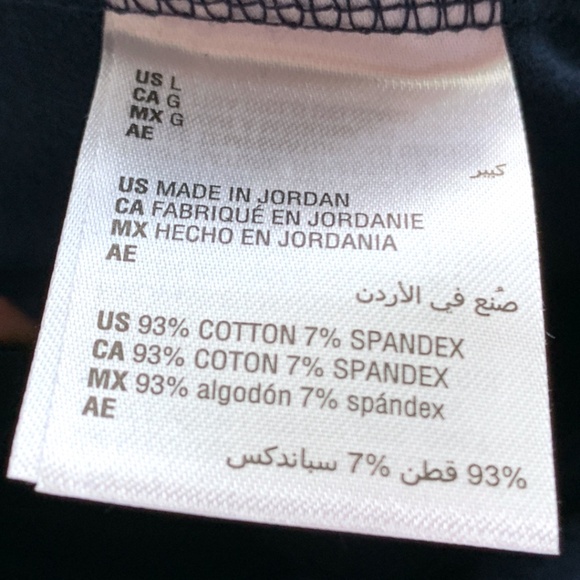 US L
CA G
MX G
AE
كبير
US MADE IN JORDAN
CA FABRIQUÉ EN JORDANIE
MX HECHO EN JORDANIA
AE
صُنع في الأردن
US 93% COTTON 7% SPANDEX
CA 93% COTON 7% SPANDEX
MX 93% algodón 7% spándex
AE
93% قطن 7% سباندكس